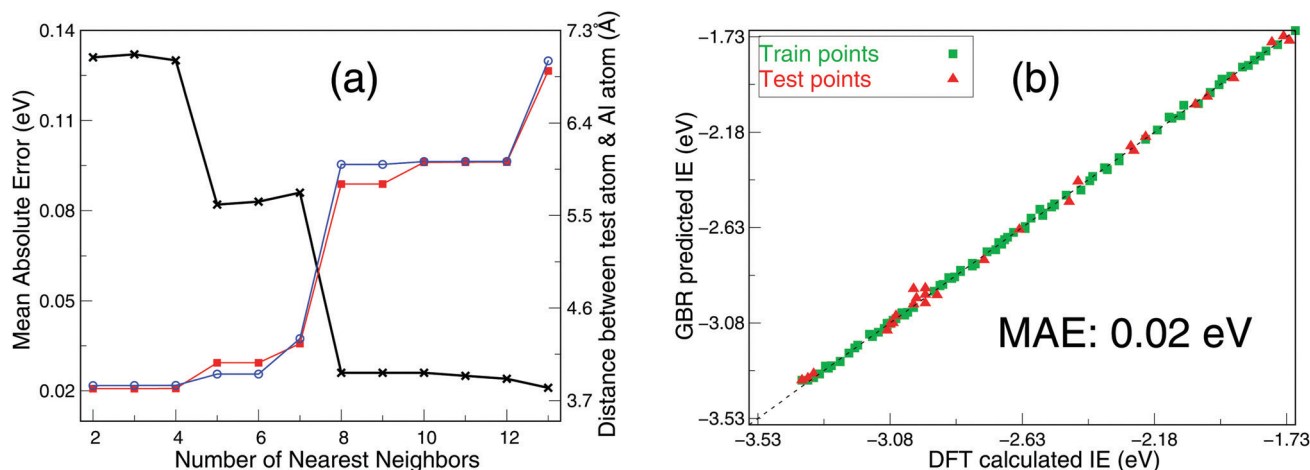 0.14
0.11
0.08
0.05
0.02
Mean Absolute Error (eV)
(a)
7.3
6.4
5.5
4.6
3.7
Distance between test atom & Al atom (A°)
2 4 6 8 10 12
Number of Nearest Neighbors
−1.73
−2.18
−2.63
−3.08
−3.53
GBR predicted IE (eV)
Train points
Test points
(b)
MAE: 0.02 eV
−3.53 −3.08 −2.63 −2.18 −1.73
DFT calculated IE (eV)